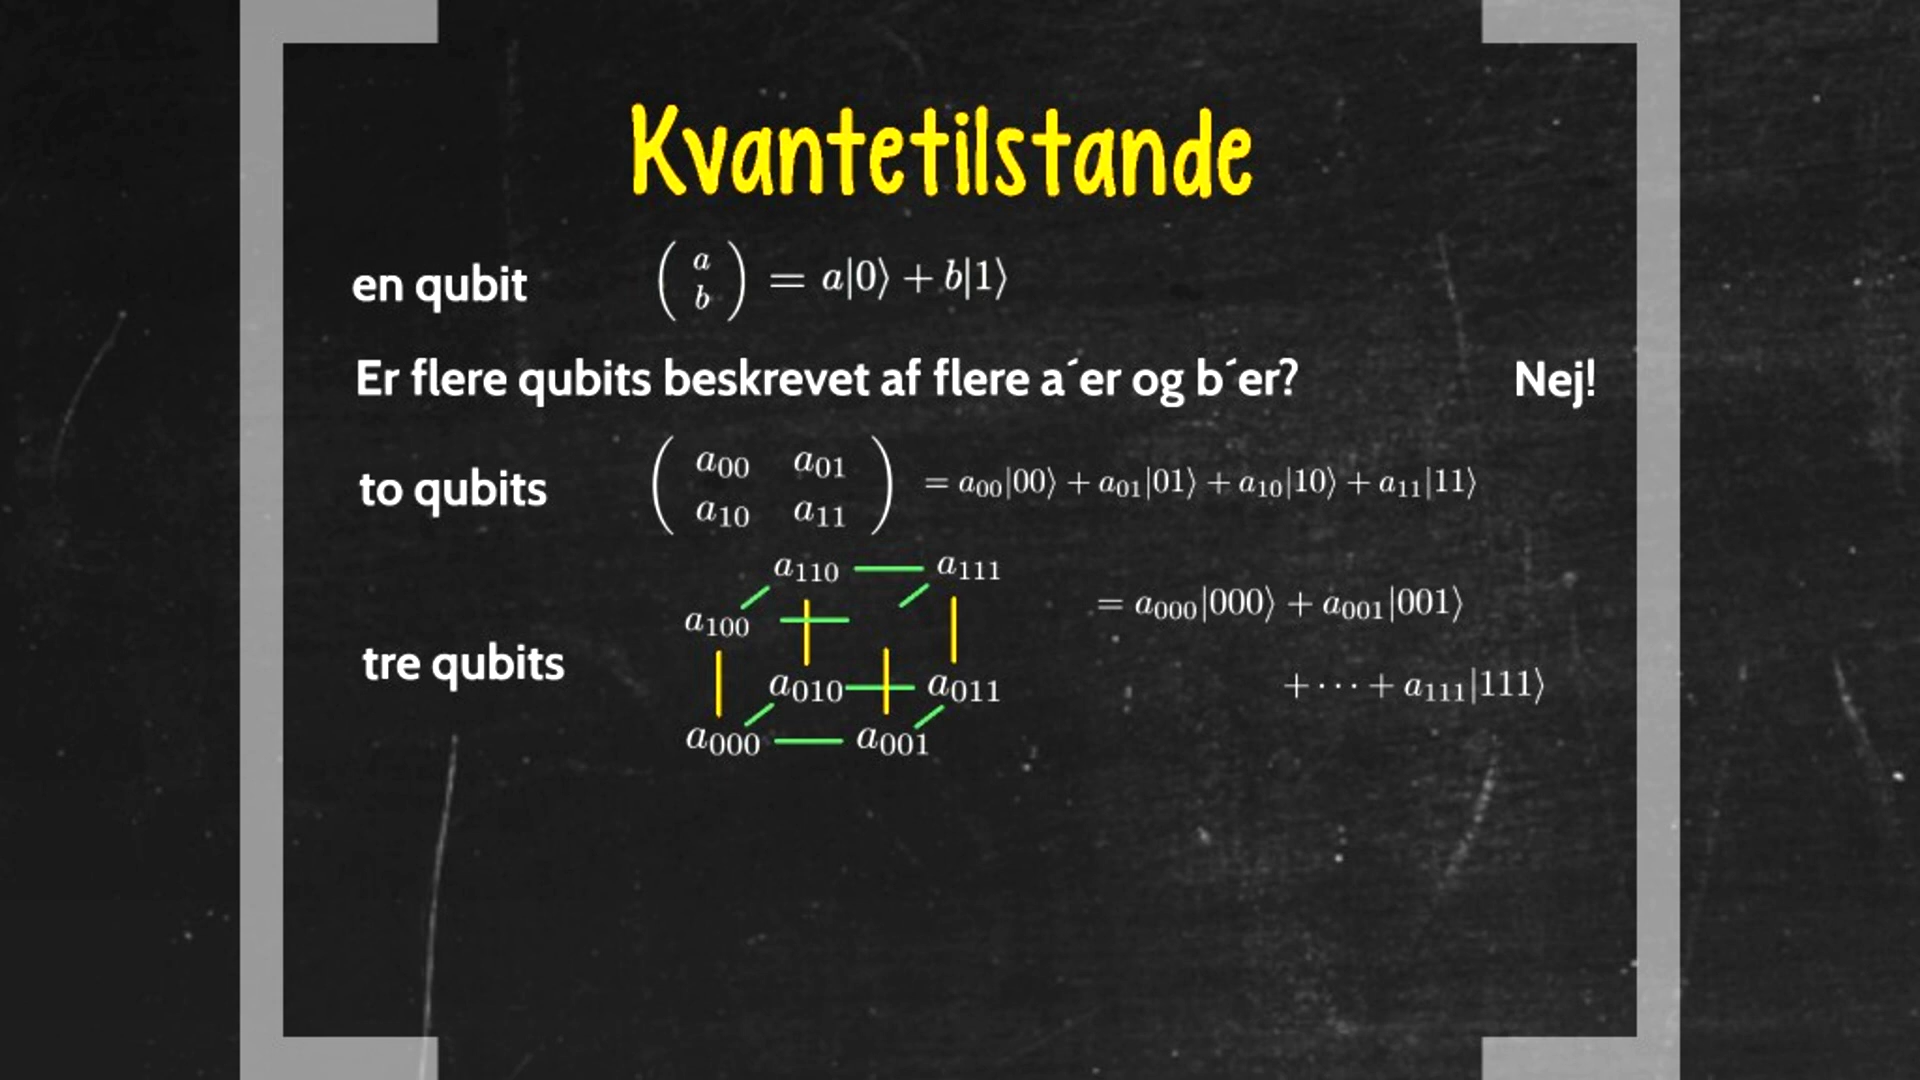 Kvantetilstande
en qubit
( a b ) = a|0⟩ + b|1⟩
Er flere qubits beskrevet af flere a´er og b´er? Nej!
to qubits
( a₀₀ a₀₁
a₁₀ a₁₁ ) = a₀₀|00⟩ + a₀₁|01⟩ + a₁₀|10⟩ + a₁₁|11⟩
tre qubits
a₁₁₀ a₁₁₁
a₁₀₀
a₀₁₀ a₀₁₁
a₀₀₀ a₀₀₁
= a₀₀₀|000⟩ + a₀₀₁|001⟩
+ ⋯ + a₁₁₁|111⟩